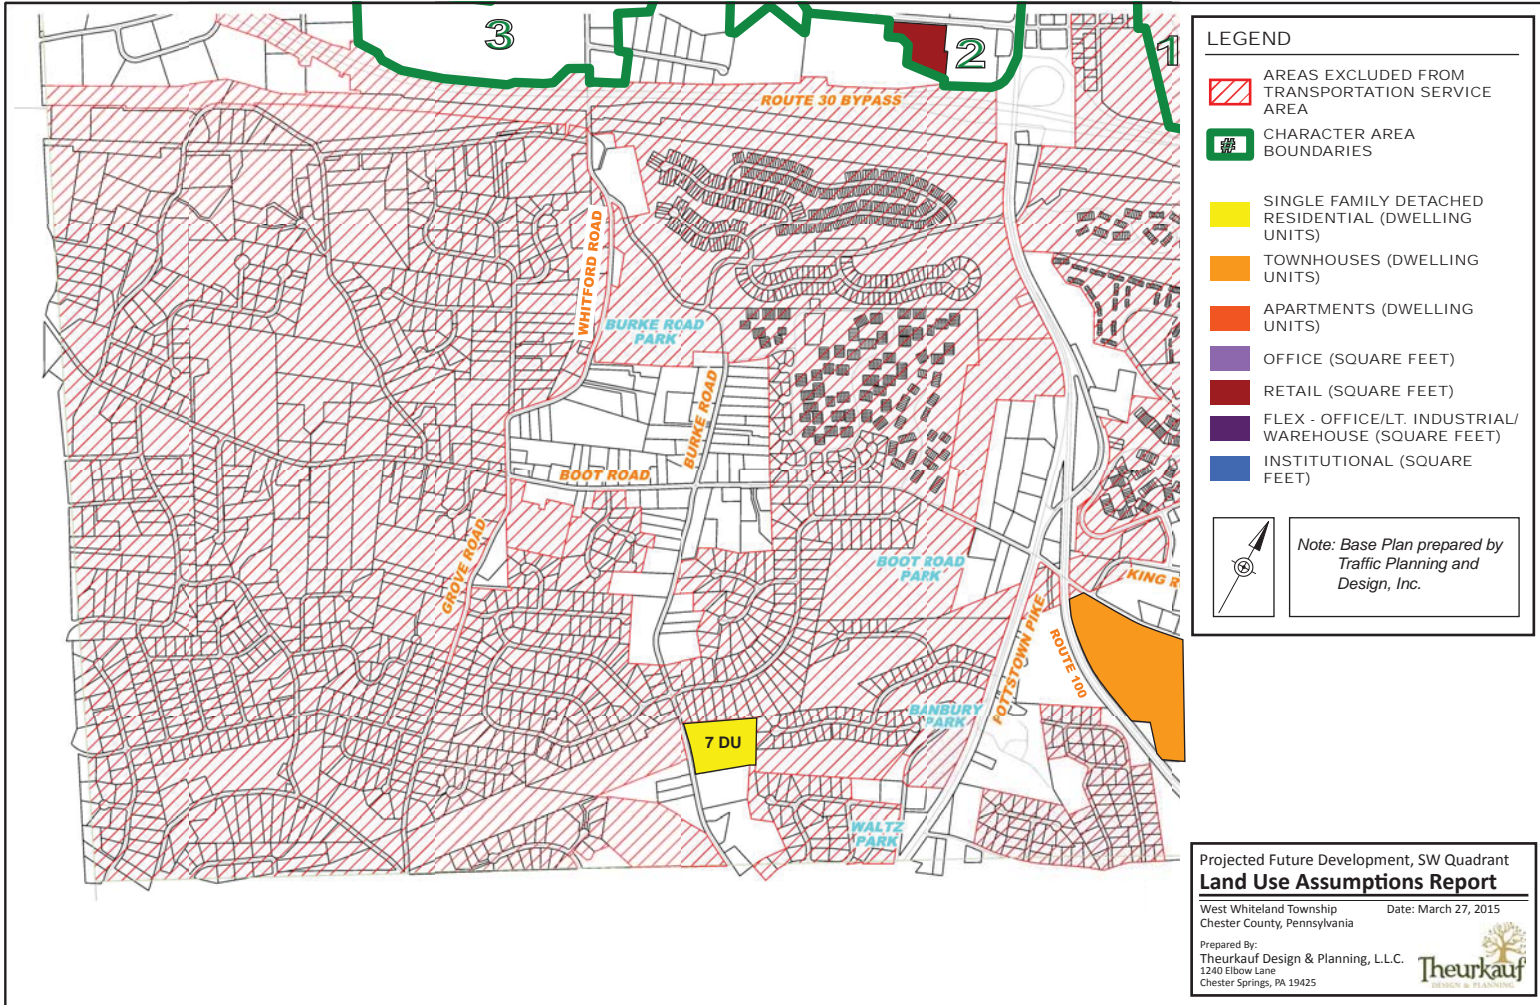 3
2
1
ROUTE 30 BYPASS
WHITFORD ROAD
BURKE ROAD
PARK
BURKE ROAD
BOOT ROAD
GROVE ROAD
BOOT ROAD
PARK
KING R
POTTSTOWN PIKE
ROUTE 100
BANBURY
PARK
7 DU
WALTZ
PARK
LEGEND
AREAS EXCLUDED FROM
TRANSPORTATION SERVICE
AREA
#
CHARACTER AREA
BOUNDARIES
SINGLE FAMILY DETACHED
RESIDENTIAL (DWELLING
UNITS)
TOWNHOUSES (DWELLING
UNITS)
APARTMENTS (DWELLING
UNITS)
OFFICE (SQUARE FEET)
RETAIL (SQUARE FEET)
FLEX - OFFICE/LT. INDUSTRIAL/
WAREHOUSE (SQUARE FEET)
INSTITUTIONAL (SQUARE
FEET)
Note: Base Plan prepared by
Traffic Planning and
Design, Inc.
Projected Future Development, SW Quadrant
Land Use Assumptions Report
West Whiteland Township Date: March 27, 2015
Chester County, Pennsylvania
Prepared By:
Theurkauf Design & Planning, L.L.C.
1240 Elbow Lane
Chester Springs, PA 19425
Theurkauf
DESIGN & PLANNING